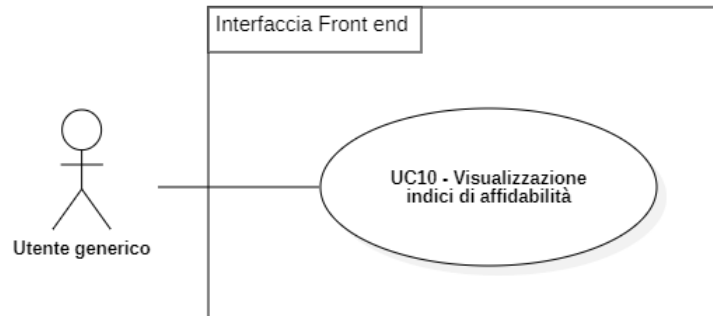 Interfaccia Front end
UC10 - Visualizzazione
indici di affidabilità
Utente generico